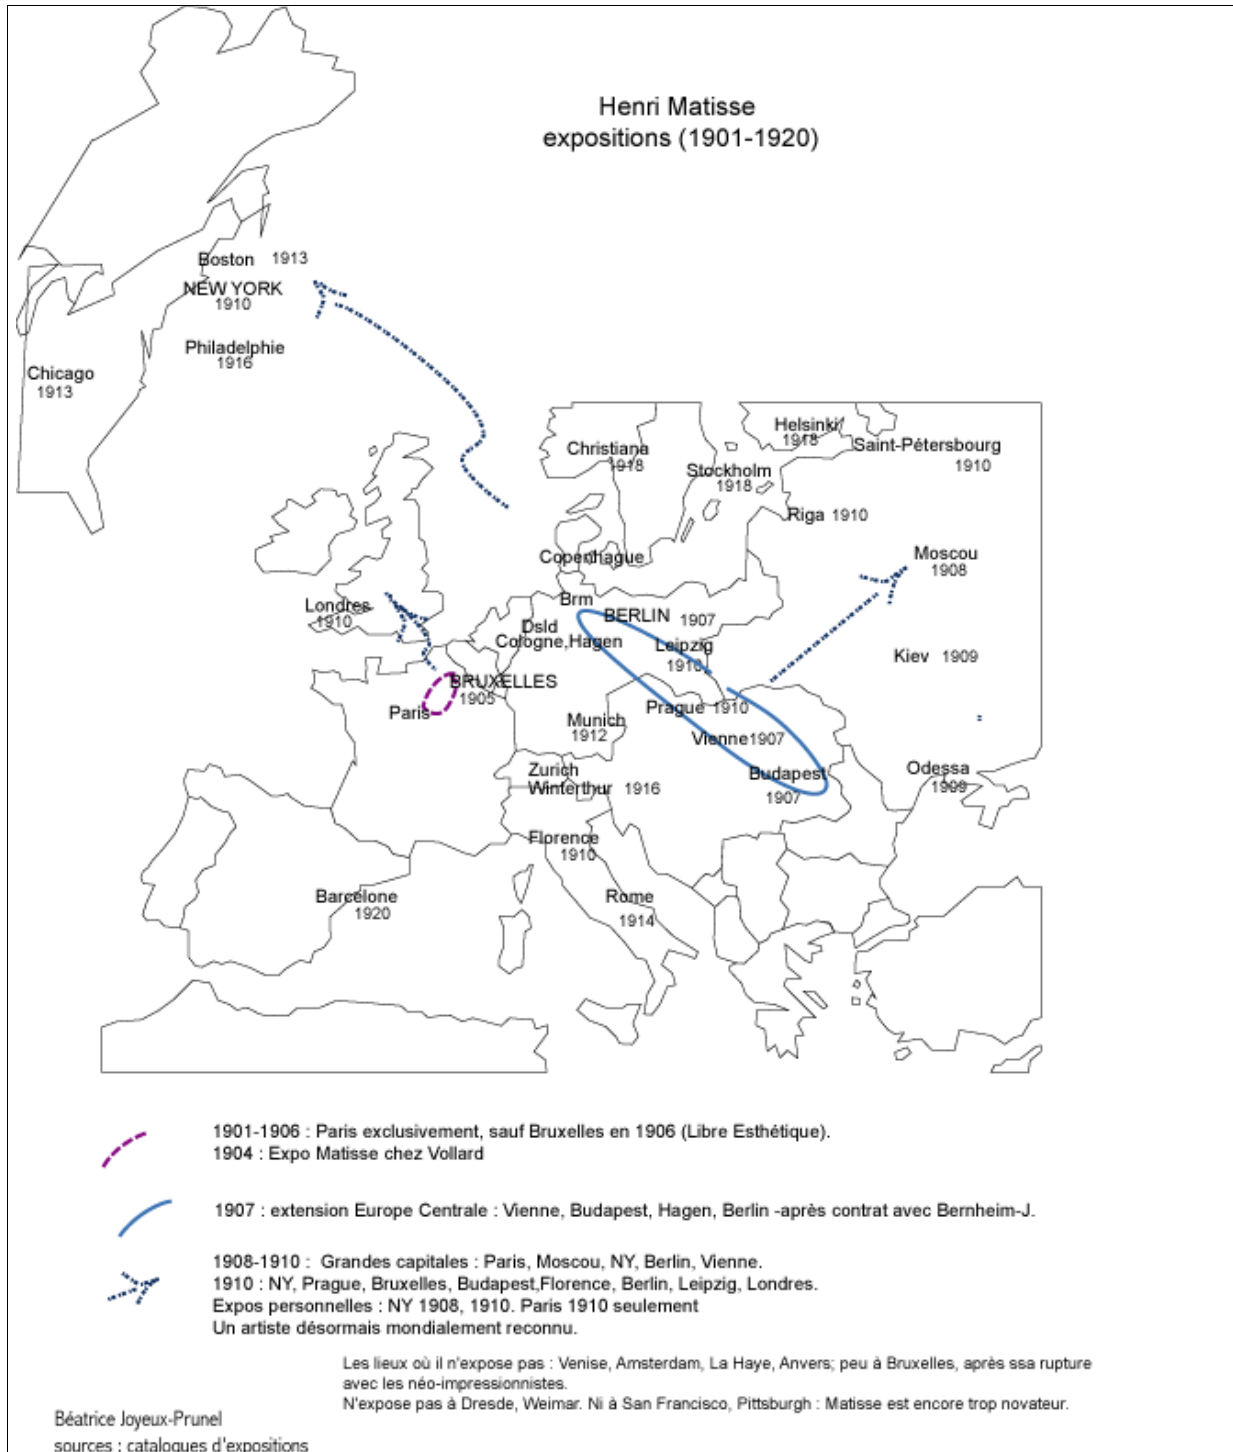 Henri Matisse
expositions (1901-1920)
Boston 1913
NEW YORK
1910
Philadelphie
1916
Chicago
1913
Christiana
1918
Helsinki
1918
Saint-Pétersbourg
1910
Stockholm
1918
Riga 1910
Copenhague
Moscou
1908
Brm
Londres
1910
BERLIN 1907
Dsld
Cologne,Hagen
Leipzig
1910
Kiev 1909
BRUXELLES
1905
Paris
Prague 1910
Munich
1912
Vienne 1907
Budapest
1907
Zurich
Winterthur 1916
Odessa
1909
Florence
1910
Barcelone
1920
Rome
1914
1901-1906 : Paris exclusivement, sauf Bruxelles en 1906 (Libre Esthétique).
1904 : Expo Matisse chez Vollard
1907 : extension Europe Centrale : Vienne, Budapest, Hagen, Berlin -après contrat avec Bernheim-J.
1908-1910 : Grandes capitales : Paris, Moscou, NY, Berlin, Vienne.
1910 : NY, Prague, Bruxelles, Budapest,Florence, Berlin, Leipzig, Londres.
Expos personnelles : NY 1908, 1910. Paris 1910 seulement
Un artiste désormais mondialement reconnu.
Les lieux où il n'expose pas : Venise, Amsterdam, La Haye, Anvers; peu à Bruxelles, après ssa rupture
avec les néo-impressionnistes.
N'expose pas à Dresde, Weimar. Ni à San Francisco, Pittsburgh : Matisse est encore trop novateur.
Béatrice Joyeux-Prunel
sources : catalogues d'expositions